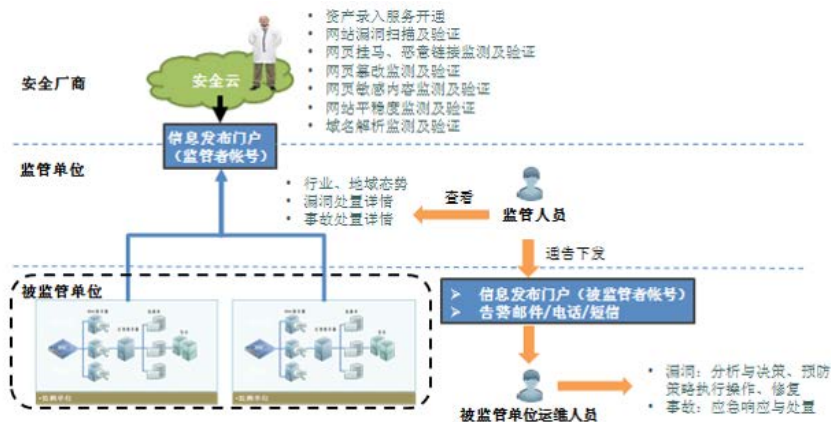 资产录入服务开通
网站漏洞扫描及验证
网页挂马、恶意链接监测及验证
网页篡改监测及验证
网页敏感内容监测及验证
网站平稳度监测及验证
域名解析监测及验证
安全厂商
安全云
信息发布门户
（监管者帐号）
监管单位
行业、地域态势
漏洞处置详情
事故处置详情
查看
监管人员
通告下发
被监管单位
信息发布门户（被监管者帐号）
告警邮件/电话/短信
漏洞：分析与决策、预防
策略执行操作、修复
事故：应急响应与处置
被监管单位运维人员